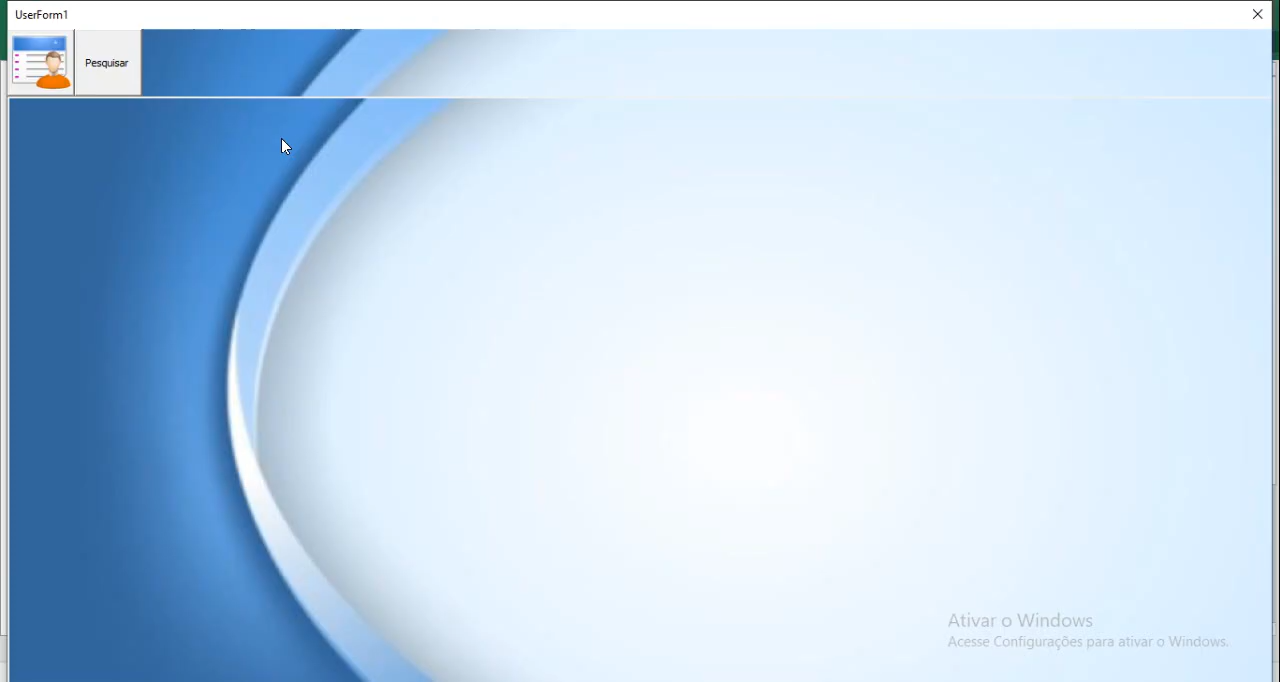 UserForm1
Pesquisar
Ativar o Windows
Acesse Configurações para ativar o Windows.